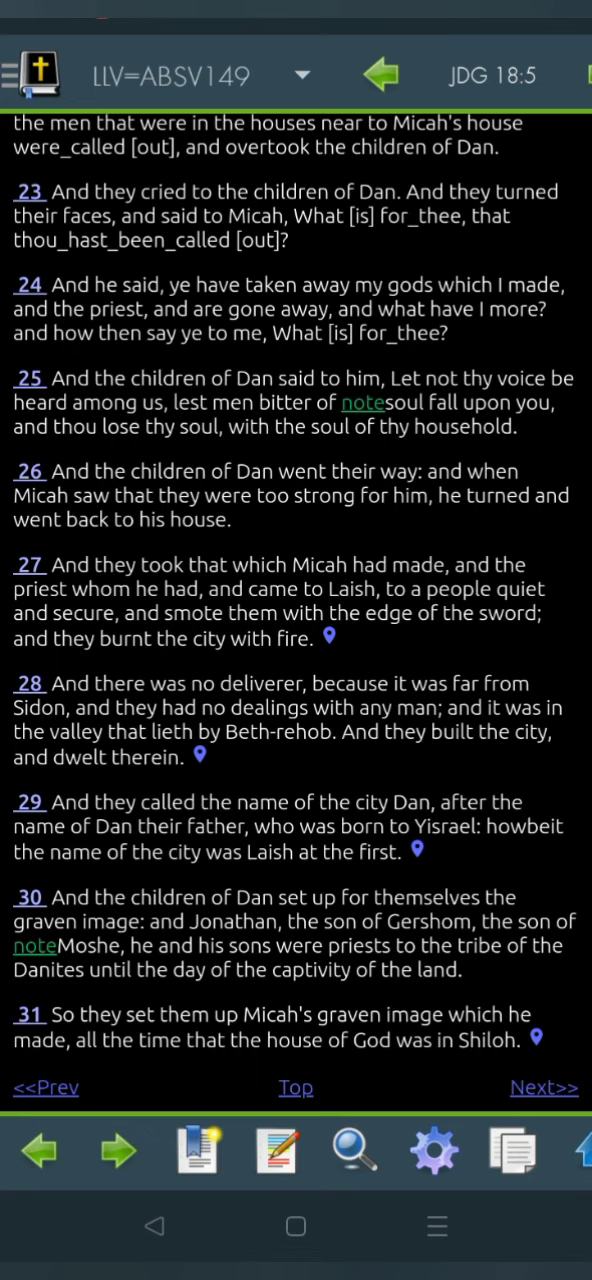 LLV=ABSV149 JDG 18:5
the men that were in the houses near to Micah's house
were_called [out], and overtook the children of Dan.
23 And they cried to the children of Dan. And they turned
their faces, and said to Micah, What [is] for_thee, that
thou_hast_been_called [out]?
24 And he said, ye have taken away my gods which I made,
and the priest, and are gone away, and what have I more?
and how then say ye to me, What [is] for_thee?
25 And the children of Dan said to him, Let not thy voice be
heard among us, lest men bitter of notesoul fall upon you,
and thou lose thy soul, with the soul of thy household.
26 And the children of Dan went their way: and when
Micah saw that they were too strong for him, he turned and
went back to his house.
27 And they took that which Micah had made, and the
priest whom he had, and came to Laish, to a people quiet
and secure, and smote them with the edge of the sword;
and they burnt the city with fire.
28 And there was no deliverer, because it was far from
Sidon, and they had no dealings with any man; and it was in
the valley that lieth by Beth-rehob. And they built the city,
and dwelt therein.
29 And they called the name of the city Dan, after the
name of Dan their father, who was born to Yisrael: howbeit
the name of the city was Laish at the first.
30 And the children of Dan set up for themselves the
graven image: and Jonathan, the son of Gershom, the son of
noteMoshe, he and his sons were priests to the tribe of the
Danites until the day of the captivity of the land.
31 So they set them up Micah's graven image which he
made, all the time that the house of God was in Shiloh.
<<Prev Top Next>>